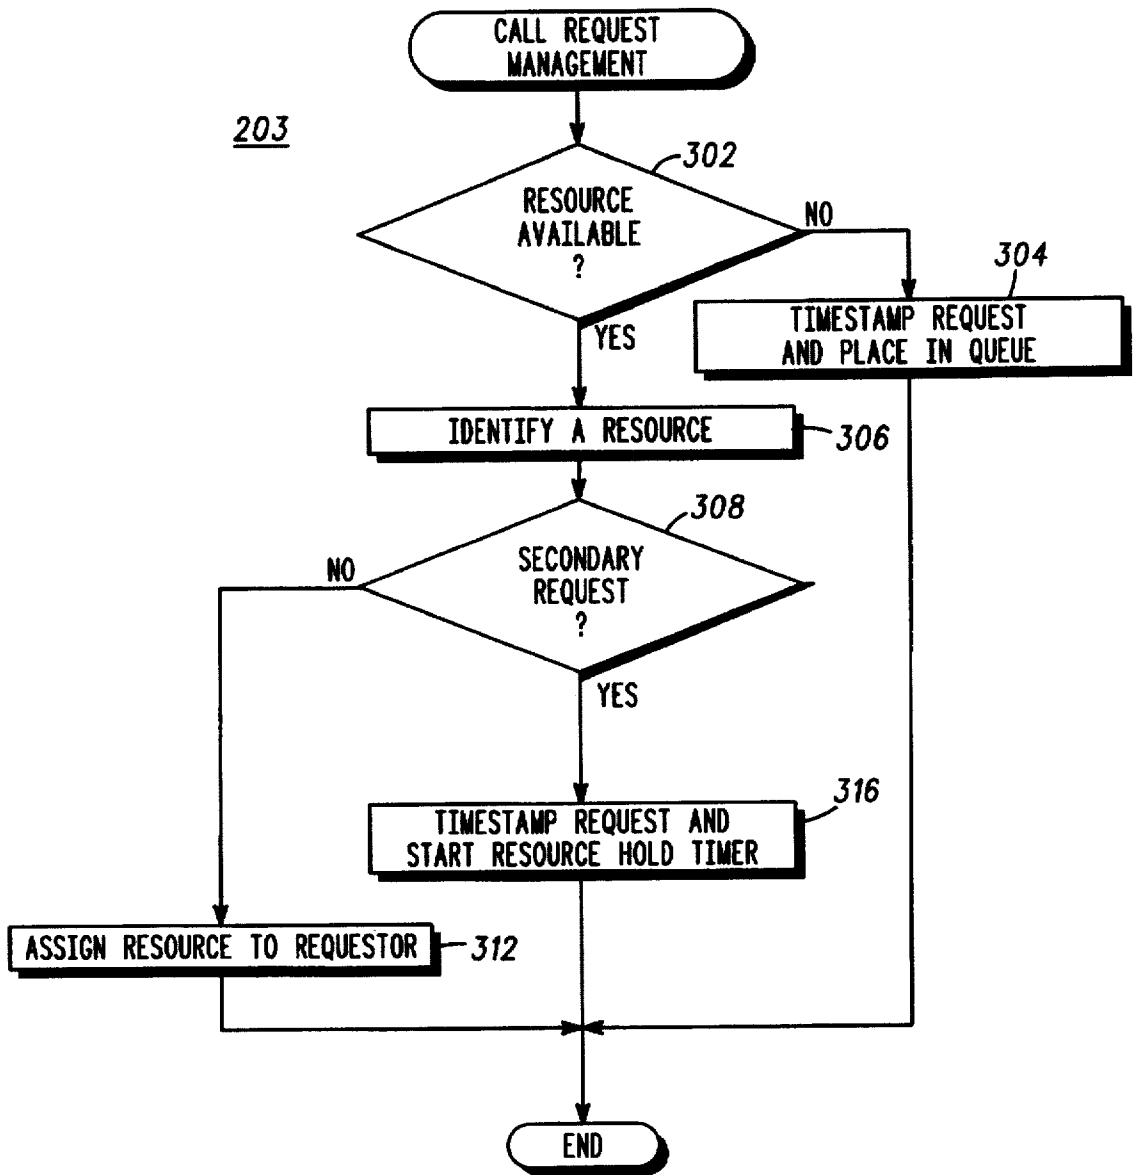 CALL REQUEST
MANAGEMENT
203
302
RESOURCE
AVAILABLE
?
NO
YES
304
TIMESTAMP REQUEST
AND PLACE IN QUEUE
IDENTIFY A RESOURCE
306
308
SECONDARY
REQUEST
?
NO
YES
316
TIMESTAMP REQUEST AND
START RESOURCE HOLD TIMER
ASSIGN RESOURCE TO REQUESTOR
312
END